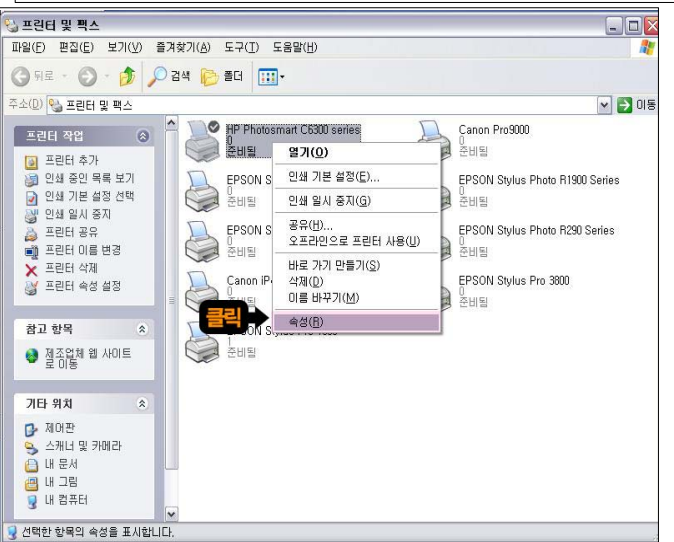 프린터 및 팩스
파일(F) 편집(E) 보기(V) 즐겨찾기(A) 도구(T) 도움말(H)
뒤로 검색 폴더
주소(D) 프린터 및 팩스 이동
프린터 작업
프린터 추가
인쇄 중인 목록 보기
인쇄 기본 설정 선택
인쇄 일시 중지
프린터 공유
프린터 이름 변경
프린터 삭제
프린터 속성 설정
참고 항목
제조업체 웹 사이트
로 이동
기타 위치
제어판
스캐너 및 카메라
내 문서
내 그림
내 컴퓨터
HP Photosmart C6300 series
0
준비됨
EPSON S
0
준비됨
EPSON S
0
준비됨
Canon iP
0
준비됨
EPSON Stylus Pro
1
준비됨
Canon Pro9000
0
준비됨
EPSON Stylus Photo R1900 Series
0
준비됨
EPSON Stylus Photo R290 Series
0
준비됨
EPSON Stylus Pro 3800
0
준비됨
열기(O)
인쇄 기본 설정(E)...
인쇄 일시 중지(G)
공유(H)...
오프라인으로 프린터 사용(U)
바로 가기 만들기(S)
삭제(D)
이름 바꾸기(M)
속성(R)
클릭
선택한 항목의 속성을 표시합니다.